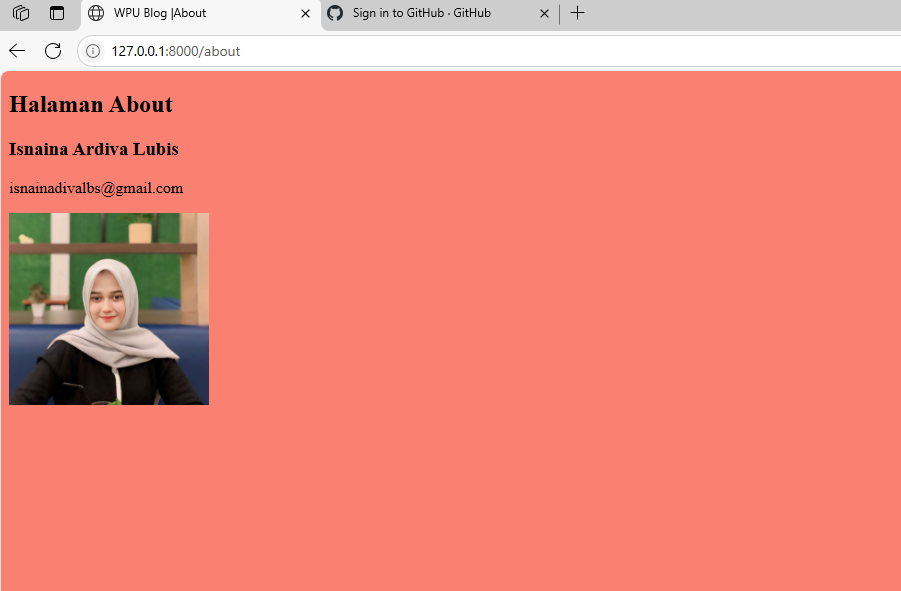 WPU Blog |About
Sign in to GitHub · GitHub
127.0.0.1:8000/about
Halaman About
Isnaina Ardiva Lubis
isnainadivalbs@gmail.com